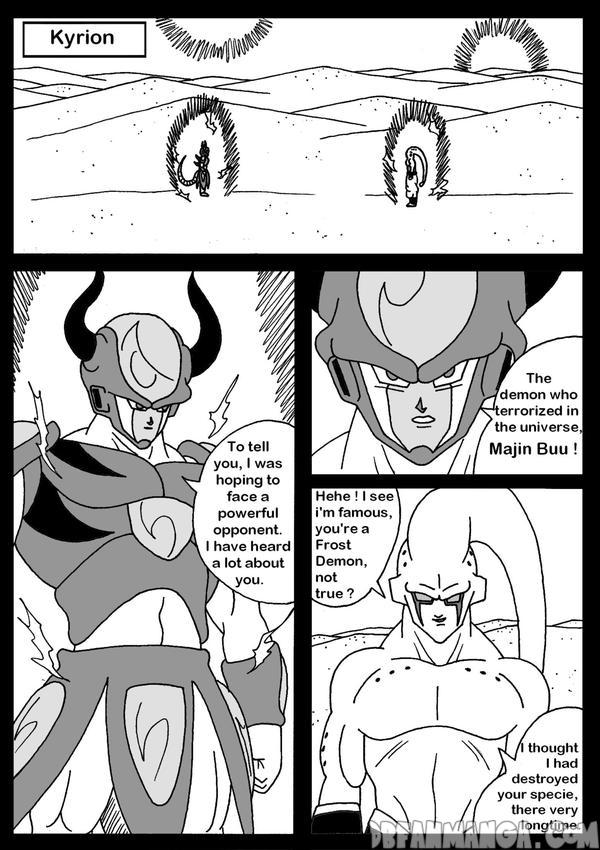 Kyrion
To tell
you, I was
hoping to
face a
powerful
opponent.
I have heard
a lot about
you.
The
demon who
terrorized in
the universe,
Majin Buu !
Hehe ! I see
i'm famous,
you're a
Frost
Demon,
not
true ?
I thought
I had
destroyed
your specie,
there very
longtime
DBFANMANGA.COM